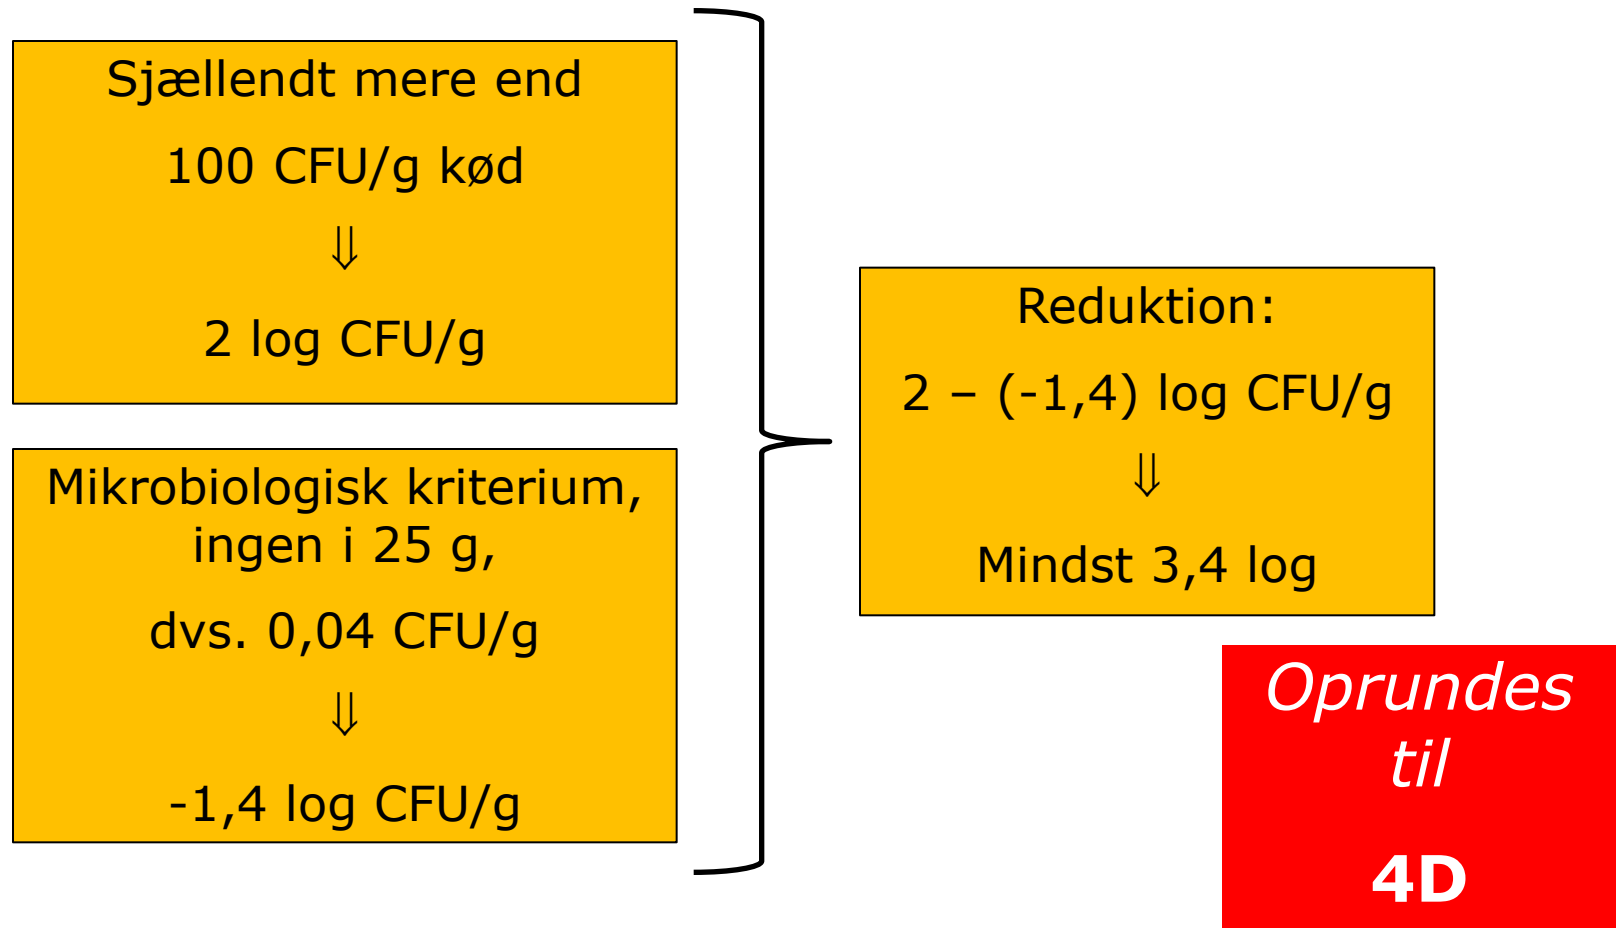 Sjællendt mere end
100 CFU/g kød
⇓
2 log CFU/g
Mikrobiologisk kriterium,
ingen i 25 g,
dvs. 0,04 CFU/g
⇓
-1,4 log CFU/g
Reduktion:
2 – (-1,4) log CFU/g
⇓
Mindst 3,4 log
Oprundes
til
4D